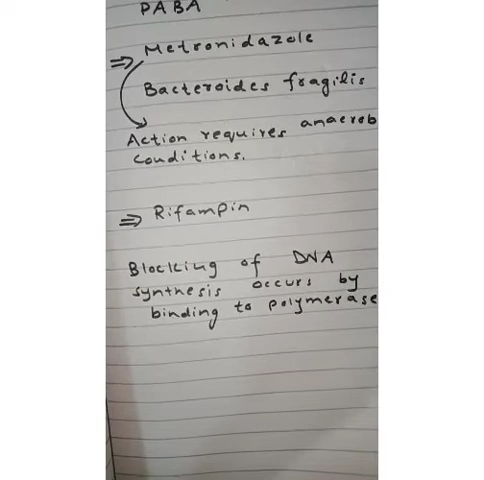 PABA
⇒ Metronidazole
Bacteroides fragilis
Action requires anaerob
conditions.
⇒ Rifampin
Blocking of DNA
synthesis occurs by
binding to polymerase